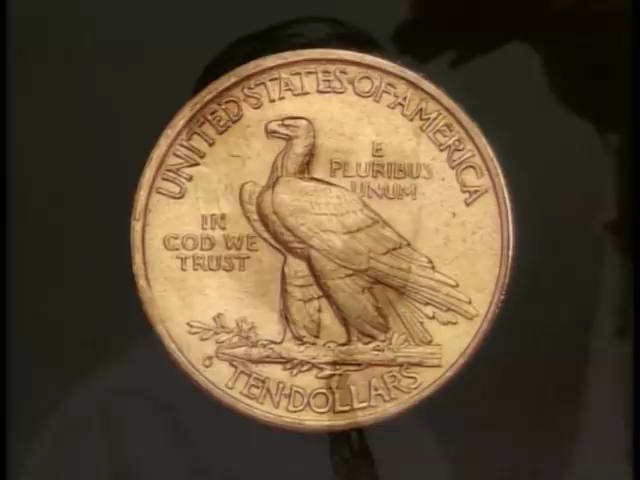 UNITED·STATES·OF·AMERICA
E
PLURIBUS
UNUM
IN
GOD WE
TRUST
TEN·DOLLARS